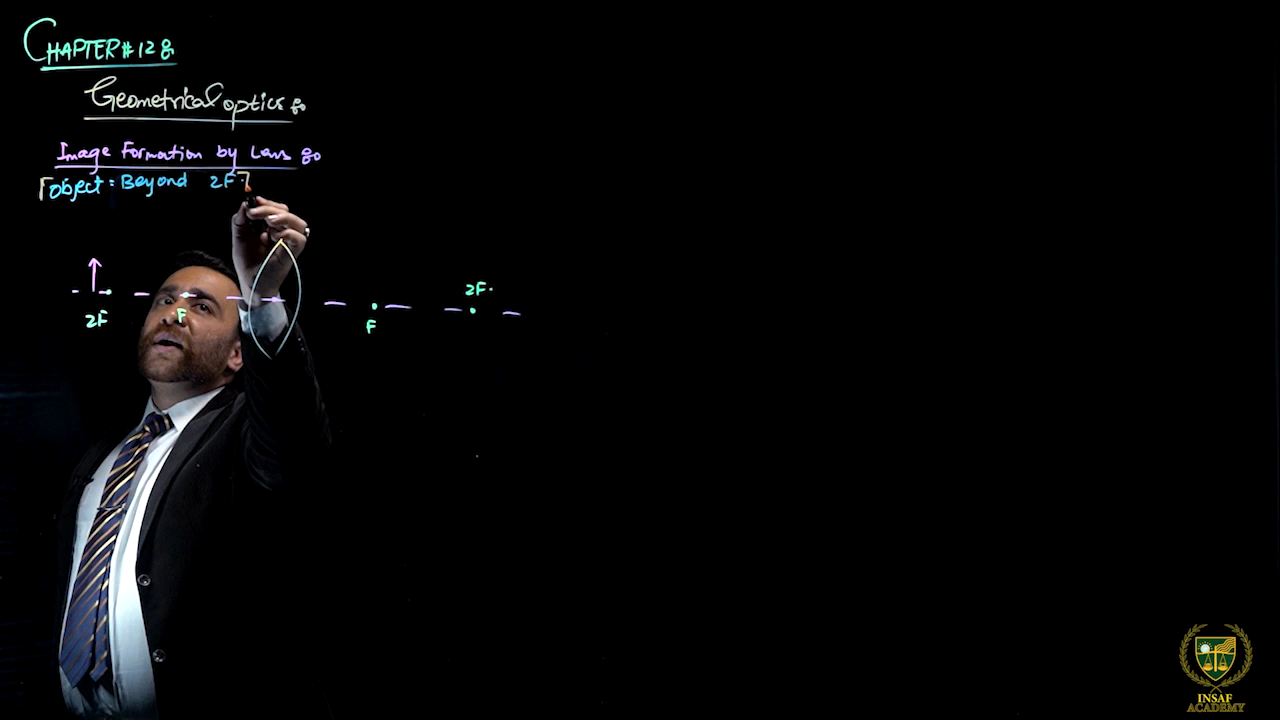 CHAPTER # 12 :
Geometrical optics :
Image Formation by Lens :
[object : Beyond 2F.]
2F.
2F
F
F
INSAF
ACADEMY